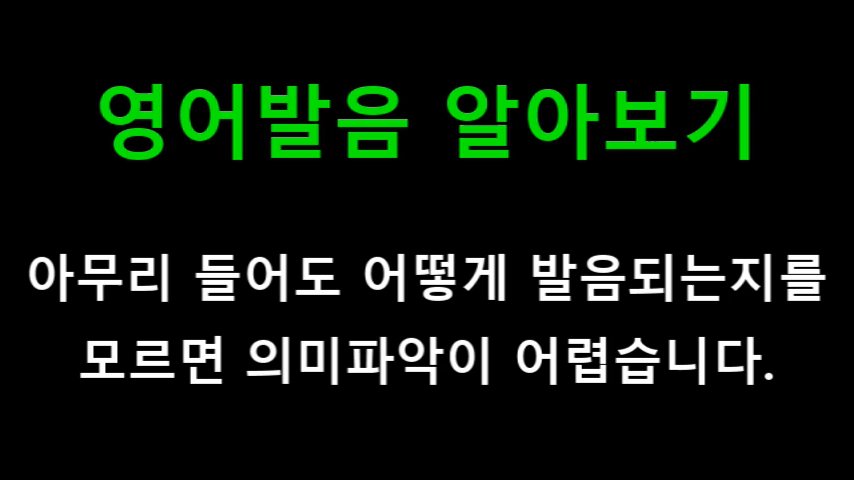 영어발음 알아보기
아무리 들어도 어떻게 발음되는지를
모르면 의미파악이 어렵습니다.